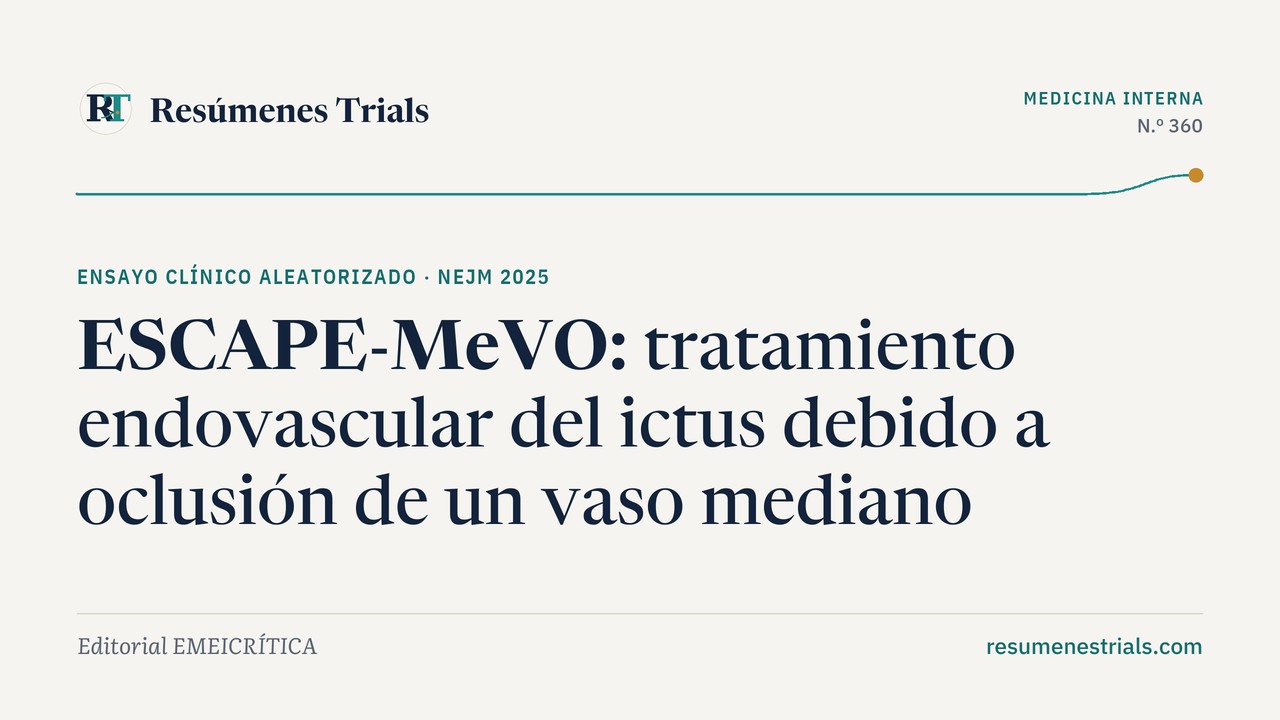 RT Resúmenes Trials
MEDICINA INTERNA
N.º 360
ENSAYO CLÍNICO ALEATORIZADO · NEJM 2025
ESCAPE-MeVO: tratamiento
endovascular del ictus debido a
oclusión de un vaso mediano
Editorial EMEICRÍTICA
resumenestrials.com